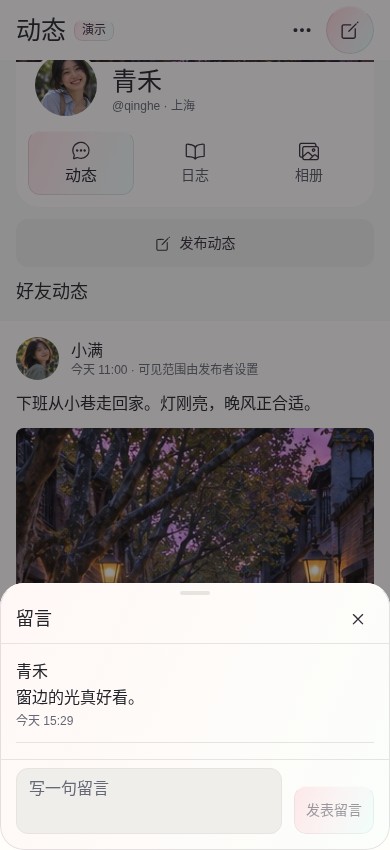 动态 演示
青禾
@qinghe · 上海
动态 日志 相册
发布动态
好友动态
小满
今天 11:00 · 可见范围由发布者设置
下班从小巷走回家。灯刚亮，晚风正合适。
留言
青禾
窗边的光真好看。
今天 15:29
写一句留言
发表留言